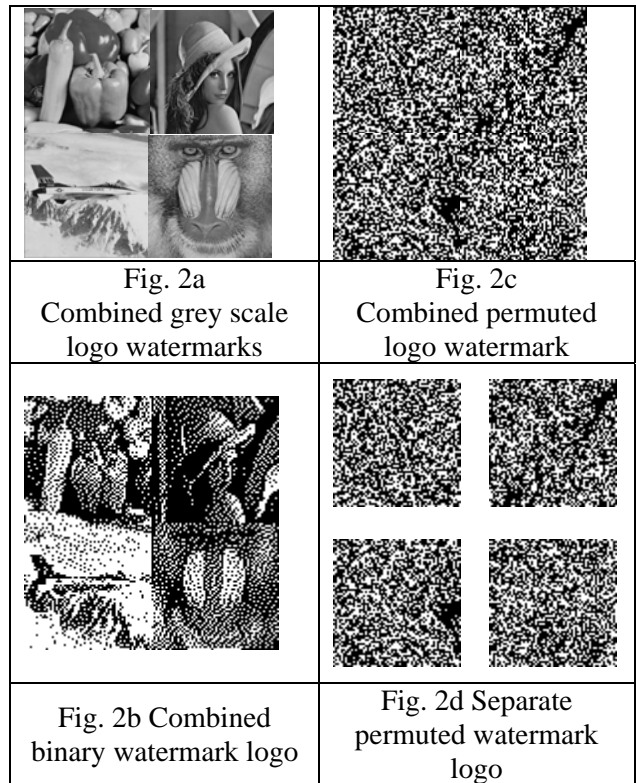 Fig. 2a
Combined grey scale
logo watermarks
Fig. 2c
Combined permuted
logo watermark
Fig. 2b Combined
binary watermark logo
Fig. 2d Separate
permuted watermark
logo